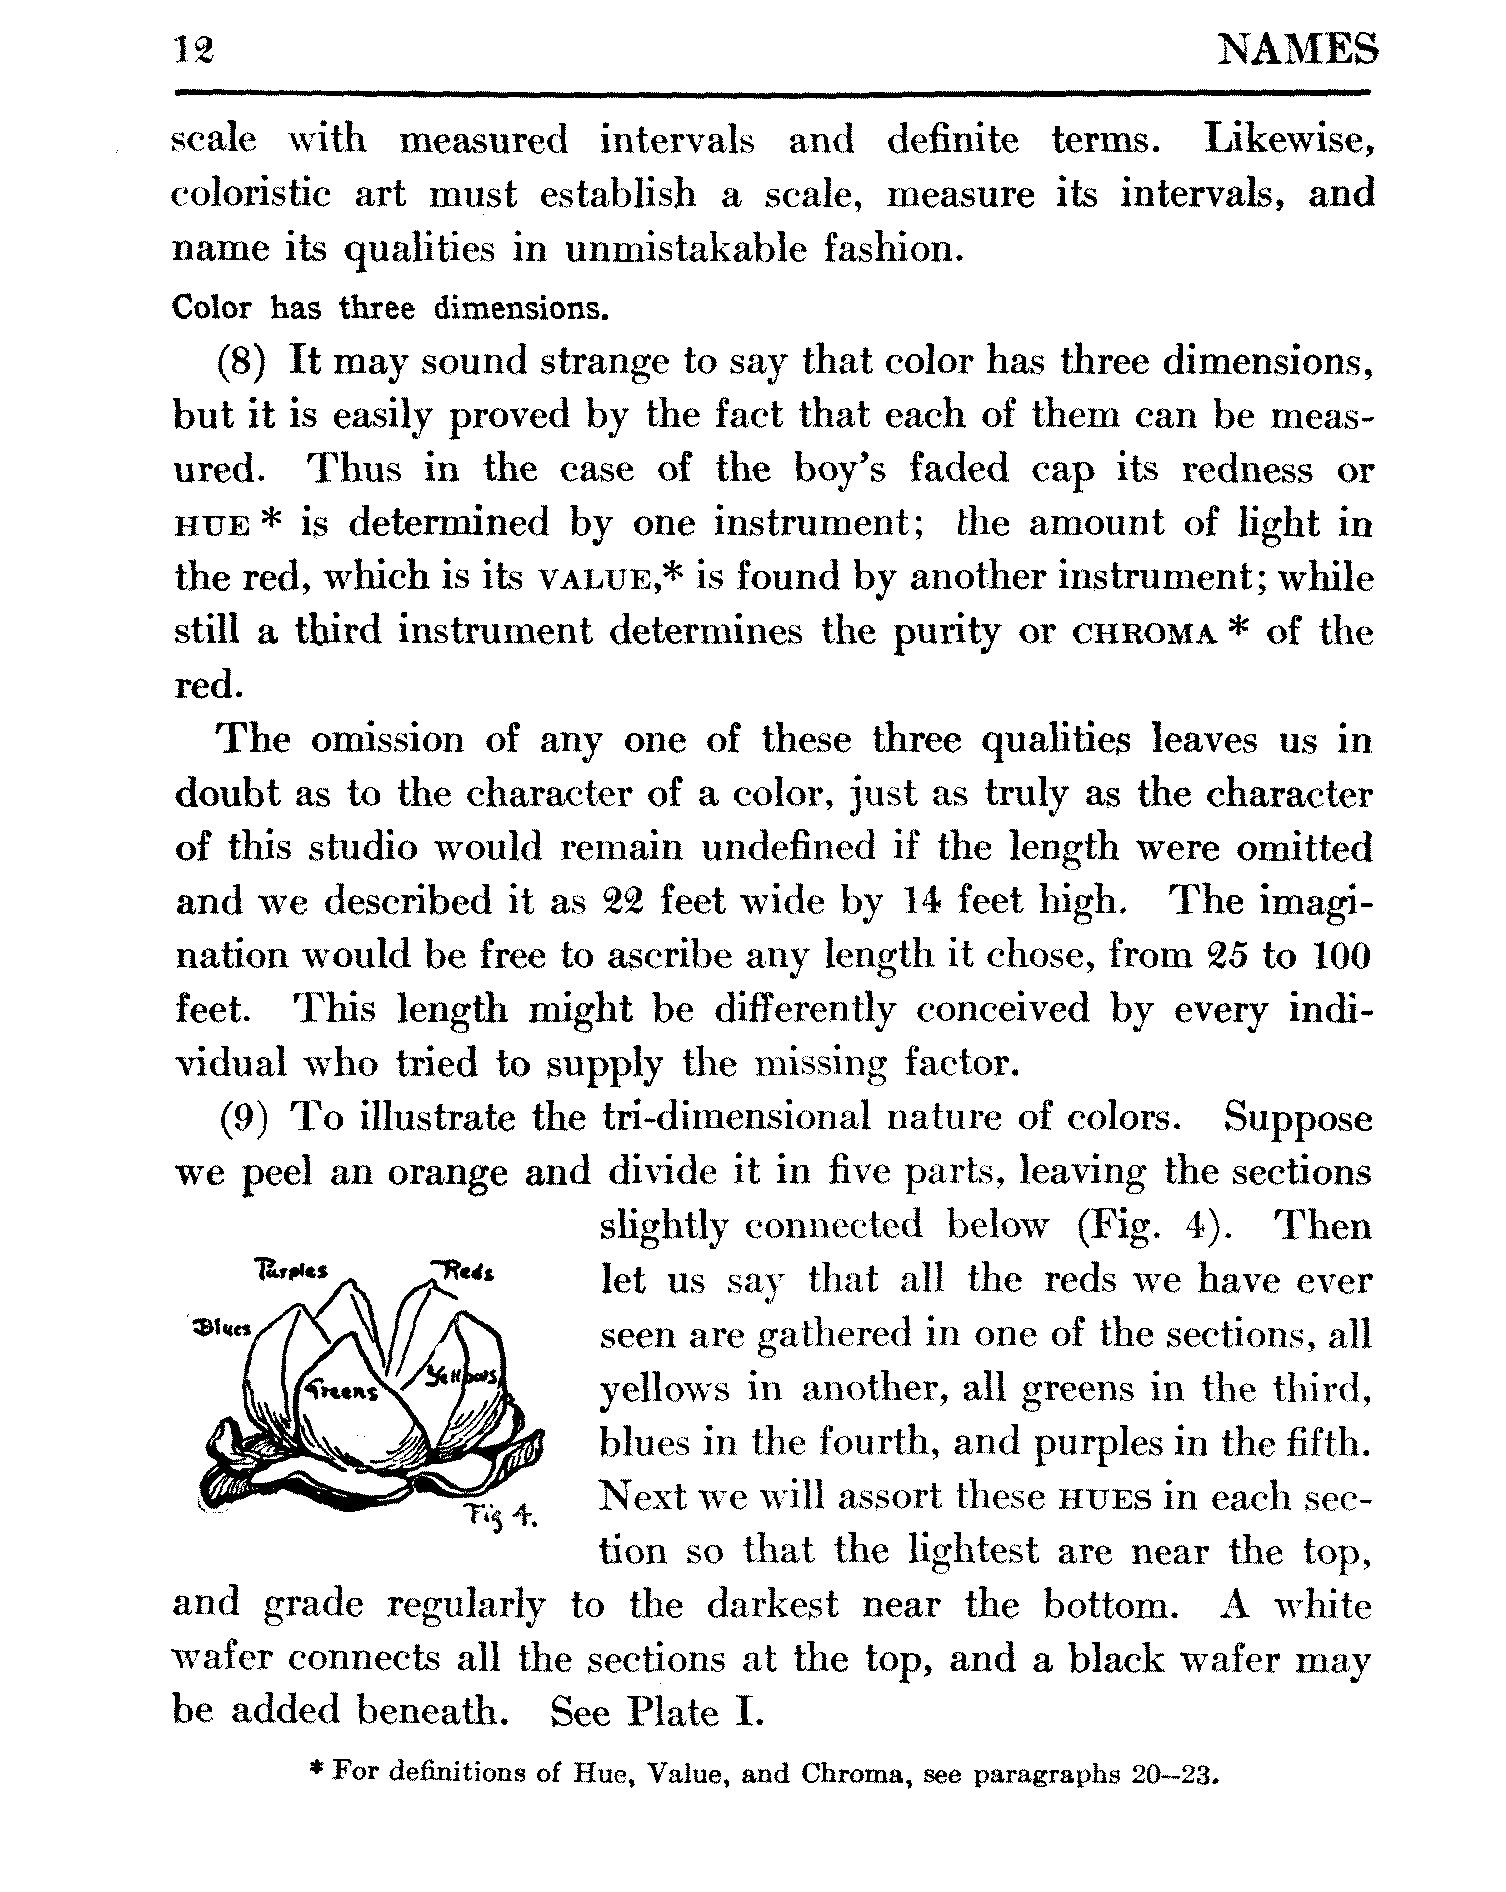 12 NAMES
scale with measured intervals and definite terms. Likewise,
coloristic art must establish a scale, measure its intervals, and
name its qualities in unmistakable fashion.
Color has three dimensions.
(8) It may sound strange to say that color has three dimensions,
but it is easily proved by the fact that each of them can be meas-
ured. Thus in the case of the boy's faded cap its redness or
HUE * is determined by one instrument; the amount of light in
the red, which is its VALUE,* is found by another instrument; while
still a third instrument determines the purity or CHROMA * of the
red.
The omission of any one of these three qualities leaves us in
doubt as to the character of a color, just as truly as the character
of this studio would remain undefined if the length were omitted
and we described it as 22 feet wide by 14 feet high. The imagi-
nation would be free to ascribe any length it chose, from 25 to 100
feet. This length might be differently conceived by every indi-
vidual who tried to supply the missing factor.
(9) To illustrate the tri-dimensional nature of colors. Suppose
we peel an orange and divide it in five parts, leaving the sections
slightly connected below (Fig. 4). Then
let us say that all the reds we have ever
seen are gathered in one of the sections, all
yellows in another, all greens in the third,
blues in the fourth, and purples in the fifth.
Next we will assort these HUES in each sec-
tion so that the lightest are near the top,
Purples Reds
Blues
Yellows
Greens
Fig 4.
and grade regularly to the darkest near the bottom. A white
wafer connects all the sections at the top, and a black wafer may
be added beneath. See Plate I.
* For definitions of Hue, Value, and Chroma, see paragraphs 20–23.